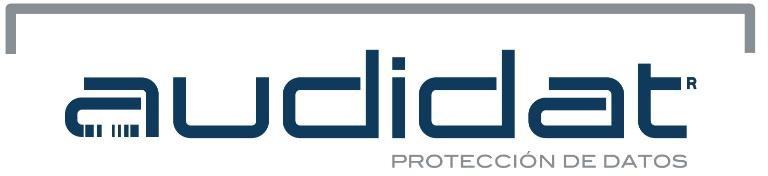 audidat R
PROTECCIÓN DE DATOS